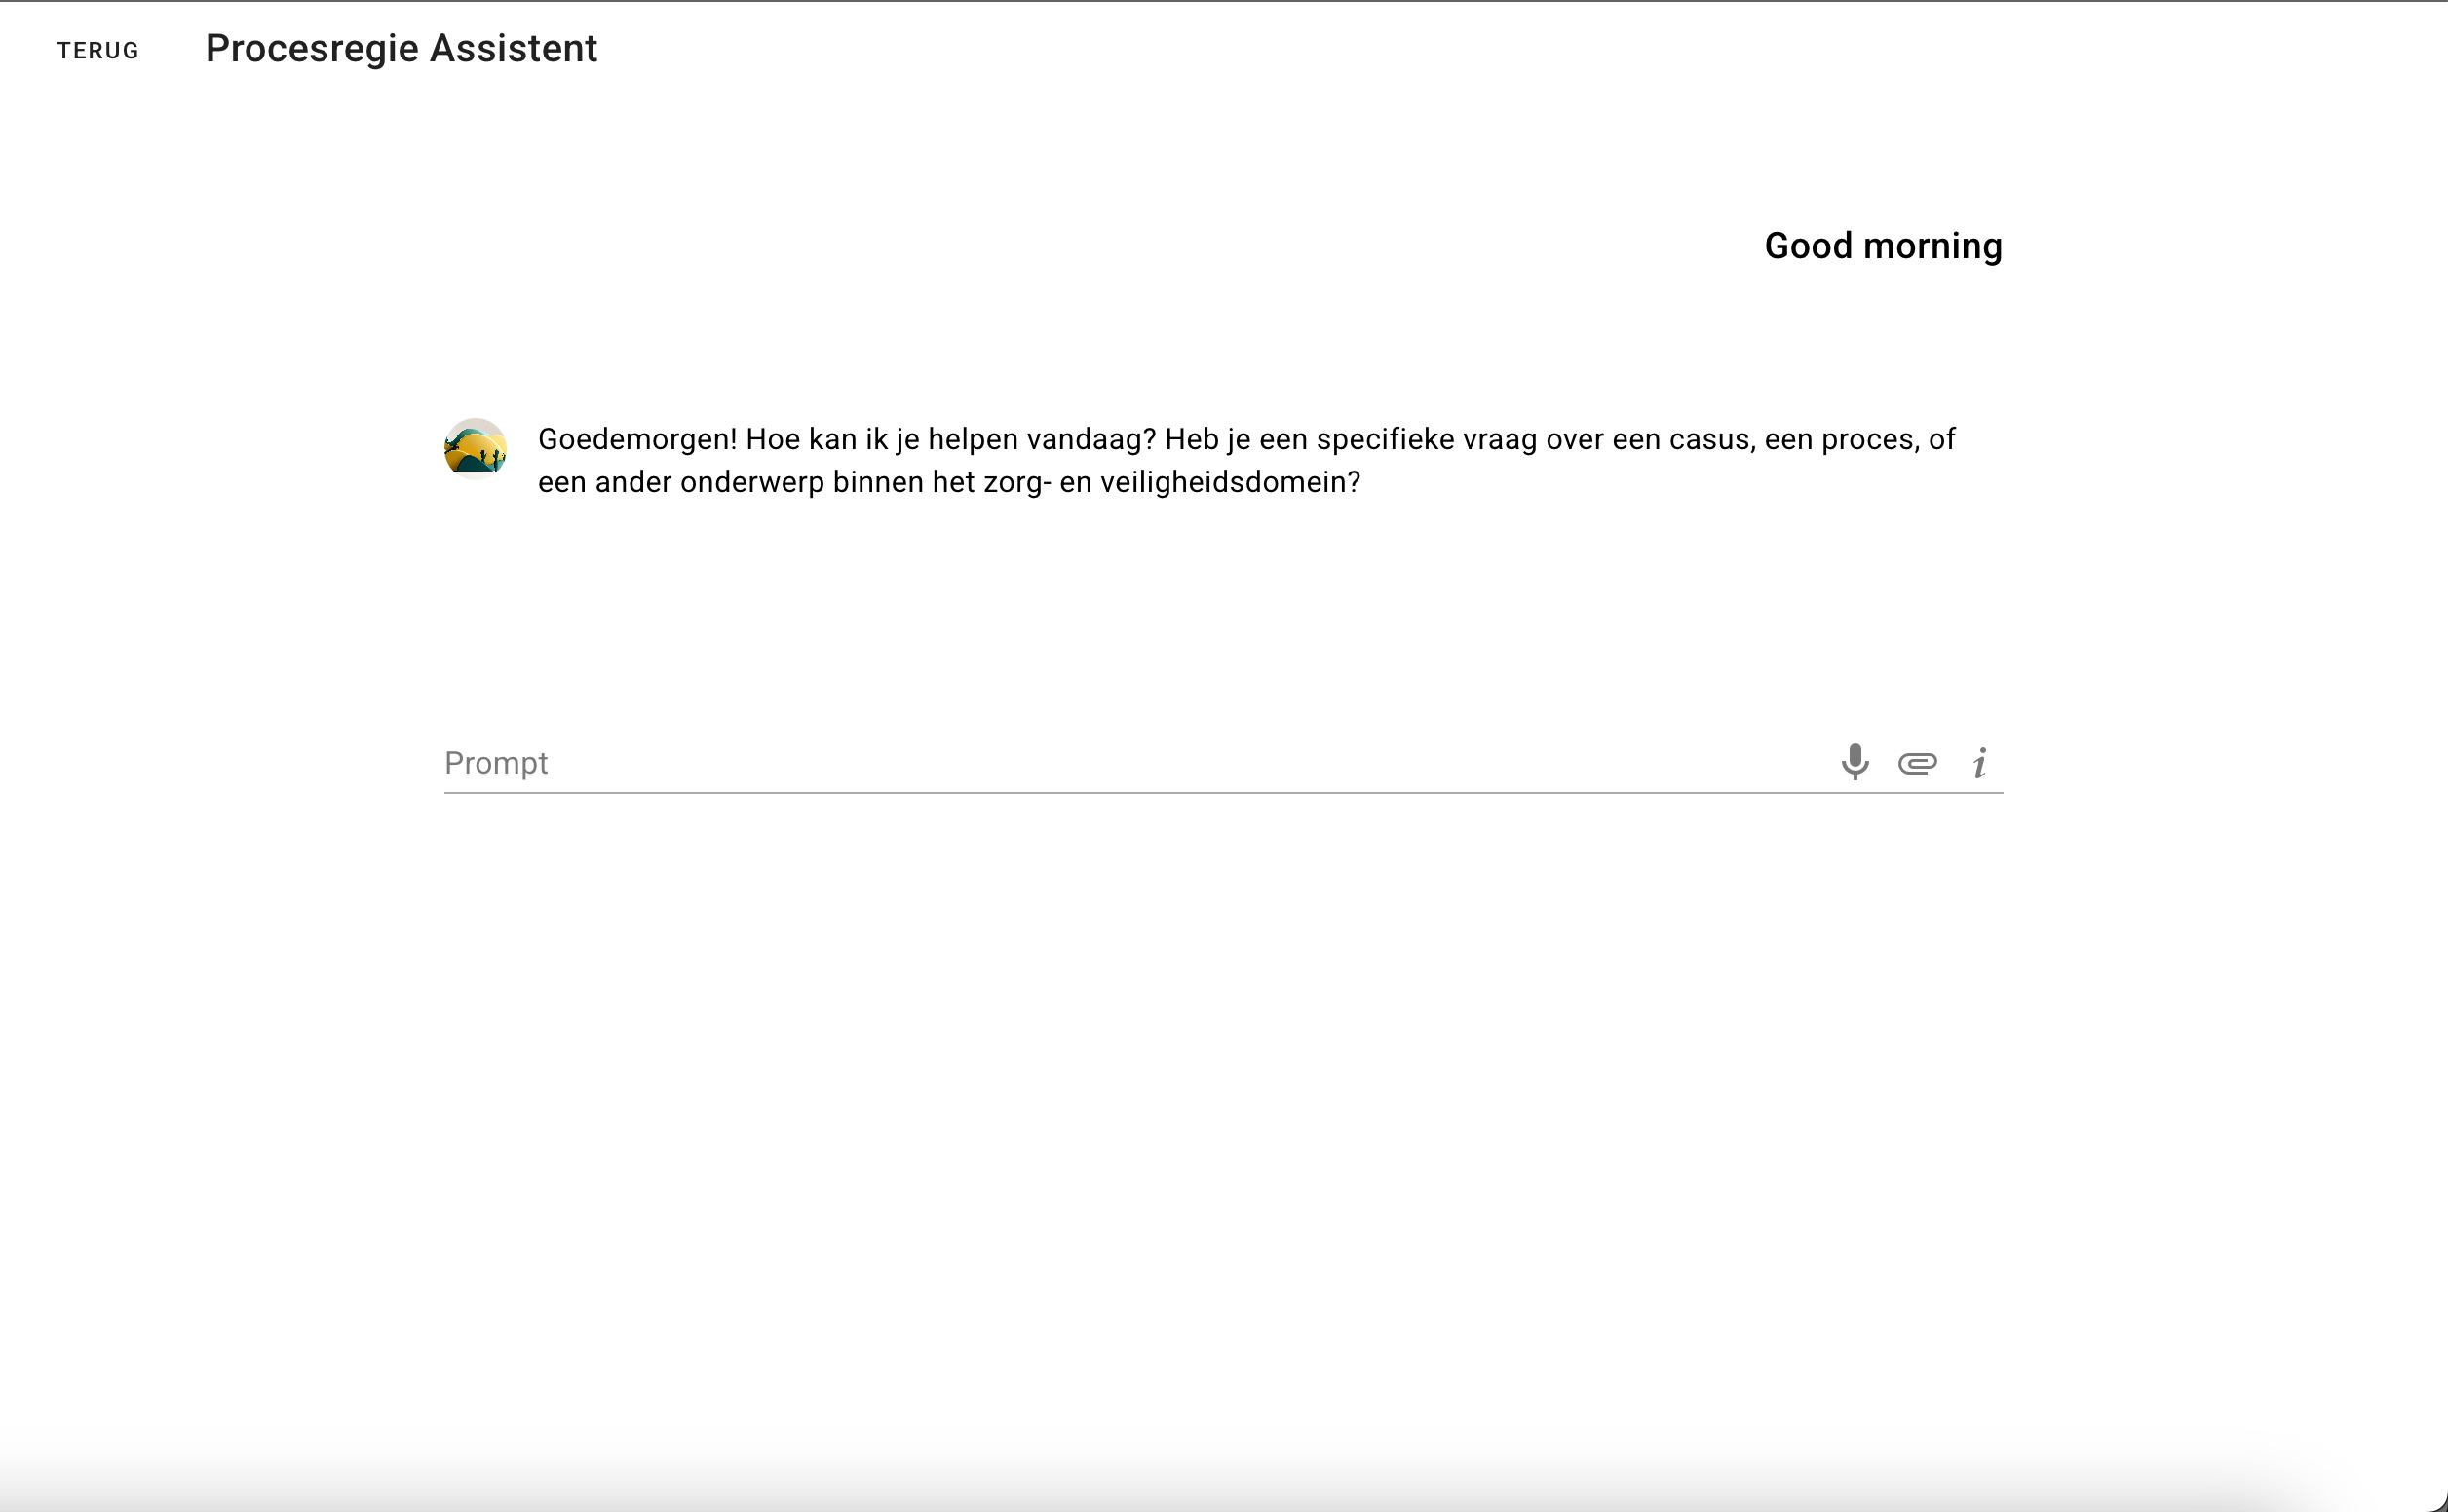 TERUG
Procesregie Assistent
Good morning
Goedemorgen! Hoe kan ik je helpen vandaag? Heb je een specifieke vraag over een casus, een proces, of
een ander onderwerp binnen het zorg- en veiligheidsdomein?
Prompt